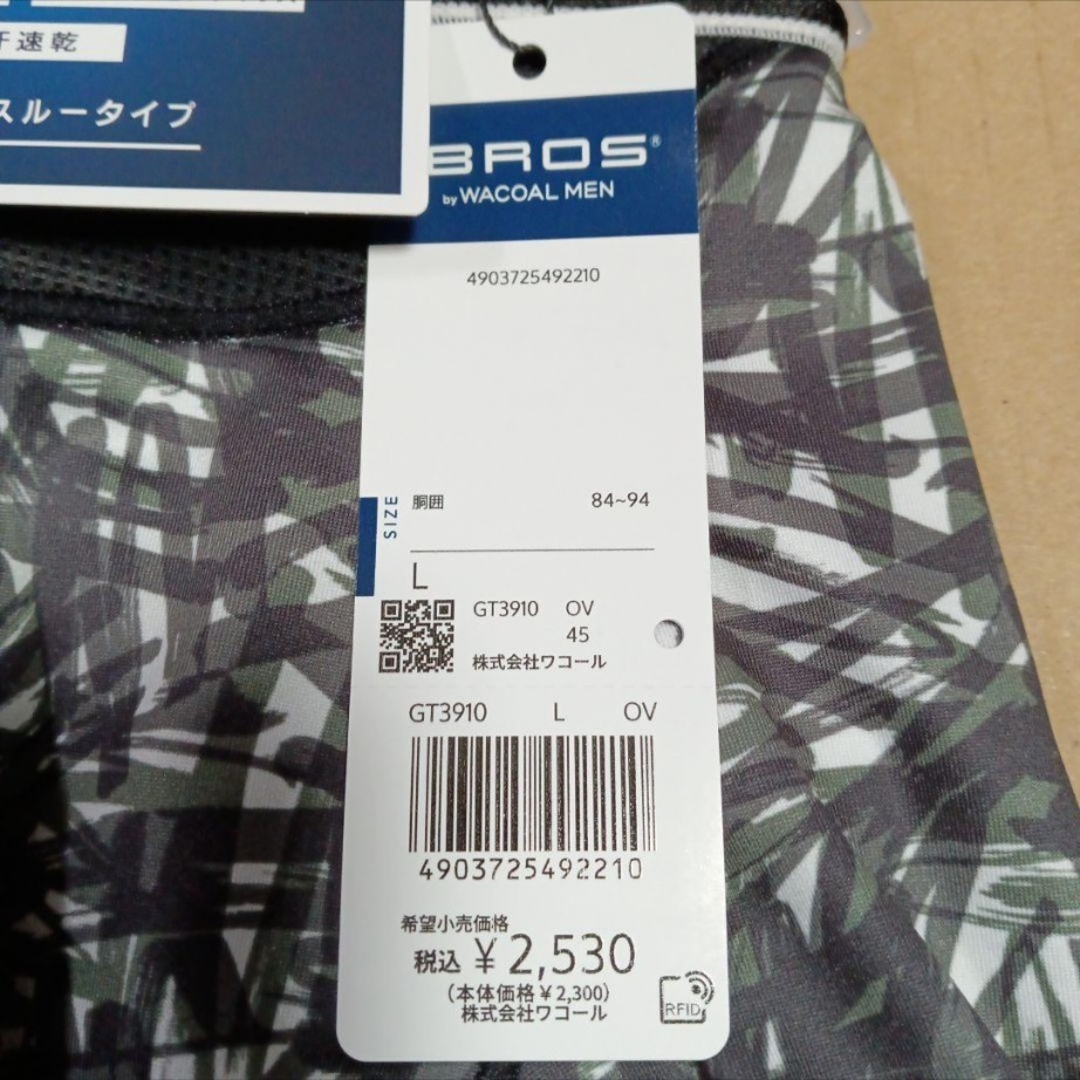 汗速乾
スルータイプ
BROS®
by WACOAL MEN
4903725492210
SIZE
胴囲 84~94
L
GT3910 OV
45
株式会社ワコール
GT3910 L OV
4903725492210
希望小売価格
税込 ¥2,530
(本体価格¥2,300)
株式会社ワコール
RFID